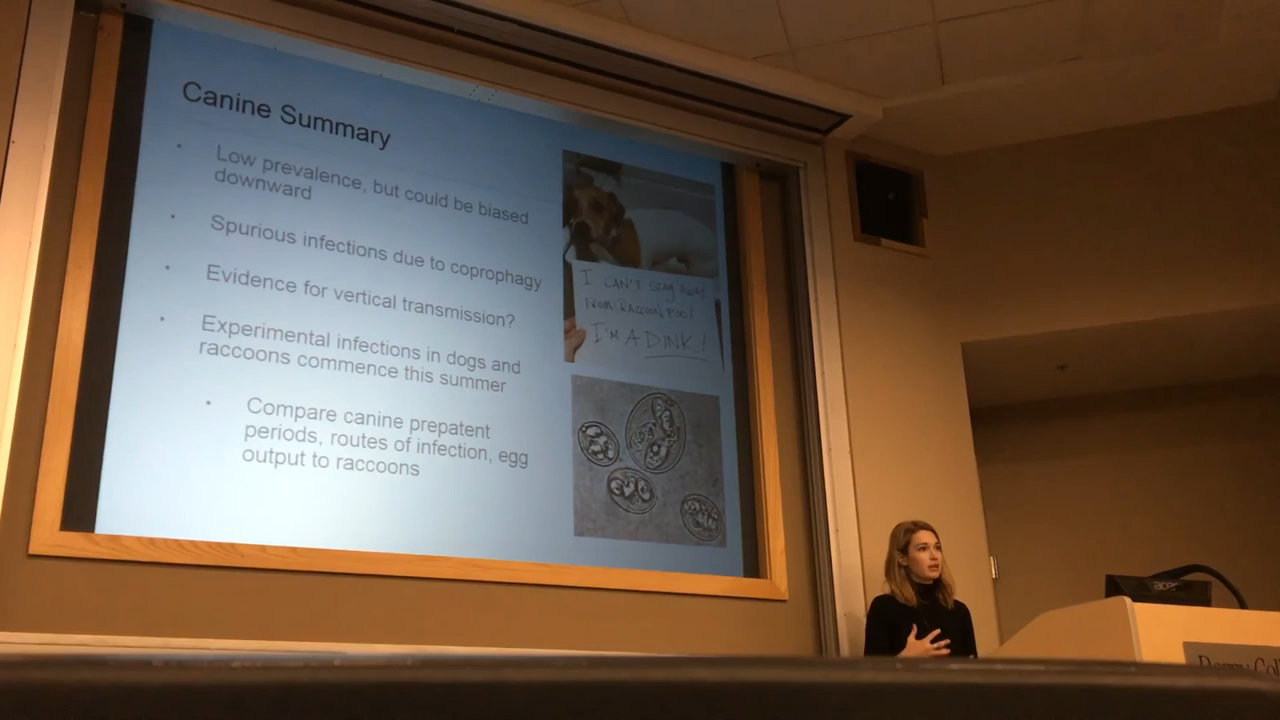 Canine Summary
Low prevalence, but could be biased
downward
Spurious infections due to coprophagy
Evidence for vertical transmission?
Experimental infections in dogs and
raccoons commence this summer
Compare canine prepatent
periods, routes of infection, egg
output to raccoons
I CAN'T STAY AWAY
FROM RACCOON POO!
I'M A DINK!
acer